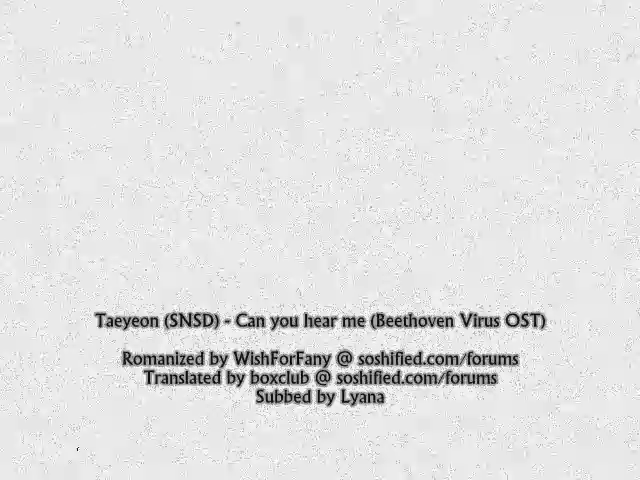 Taeyeon (SNSD) - Can you hear me (Beethoven Virus OST)
Romanized by WishForFany @ soshified.com/forums
Translated by boxclub @ soshified.com/forums
Subbed by Lyana